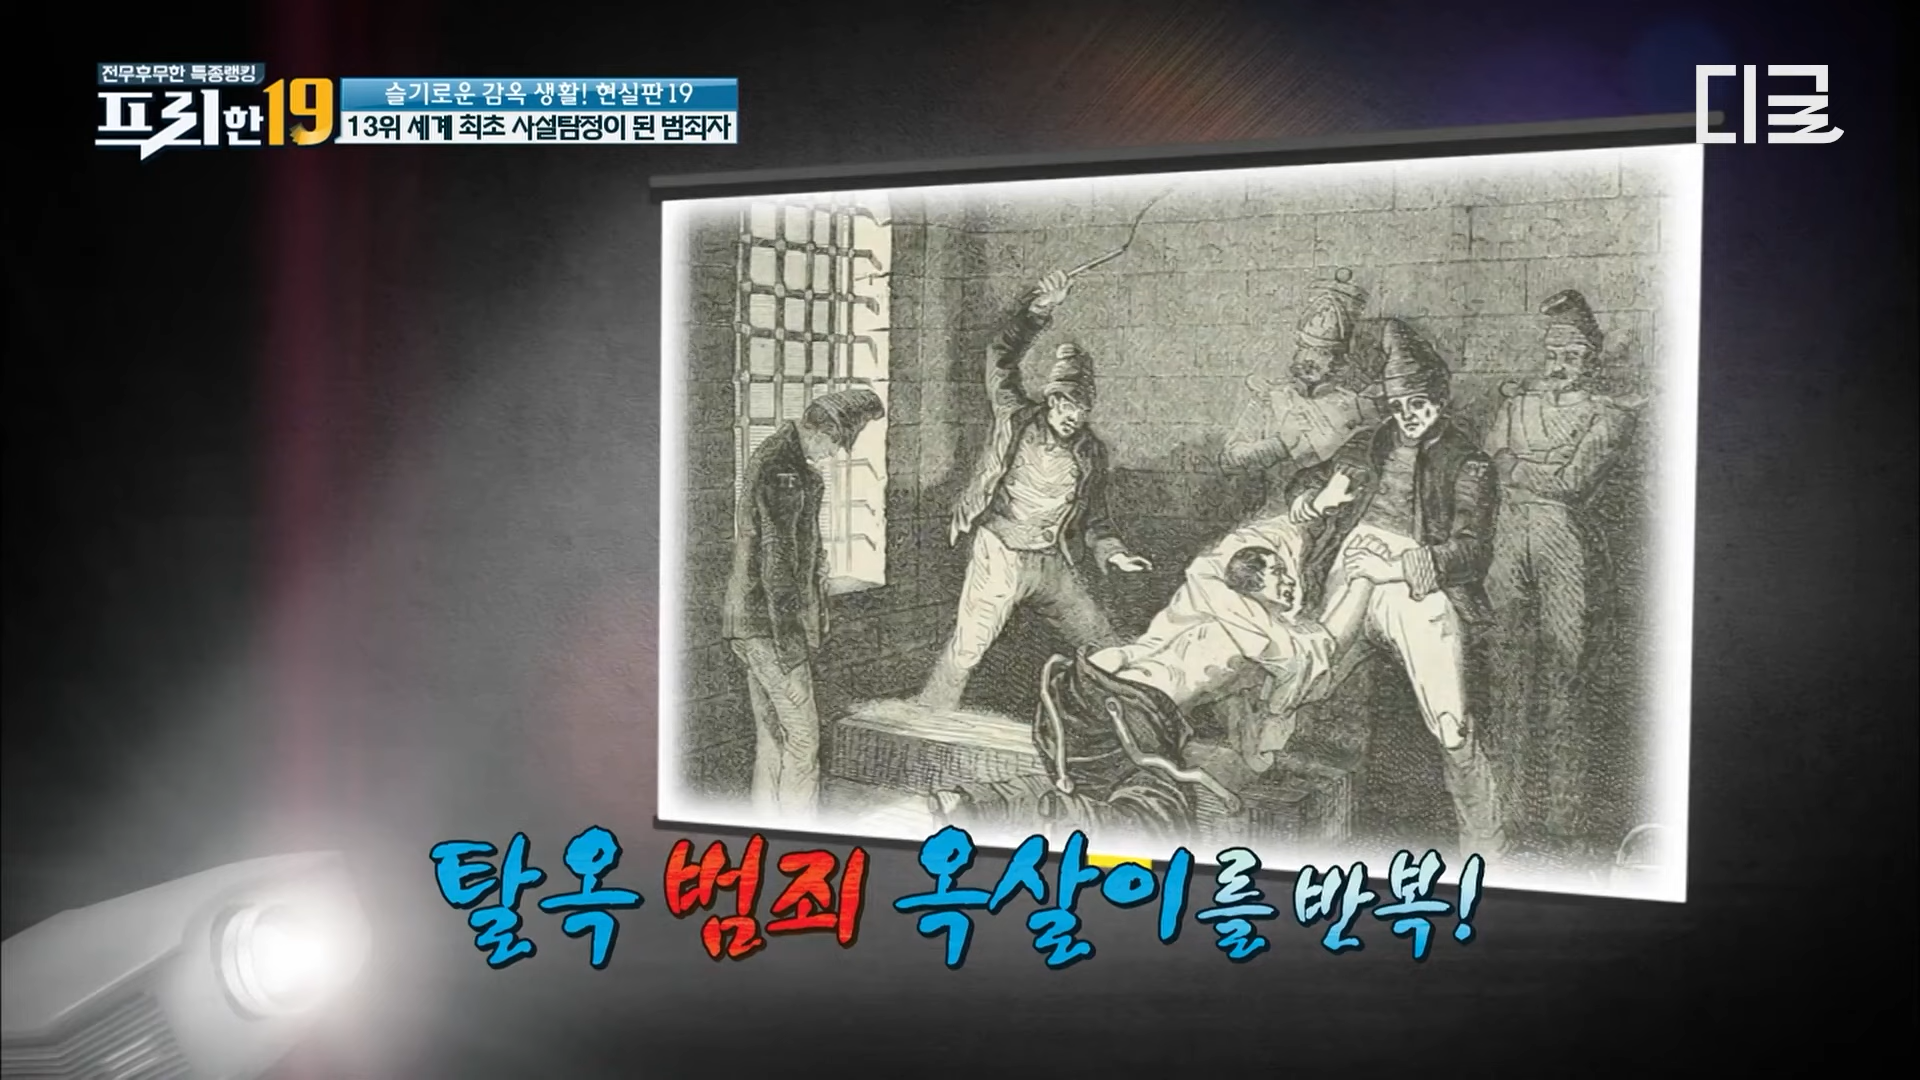 전무후무한 특종랭킹
프리한19
슬기로운 감옥 생활! 현실판 19
13위 세계 최초 사설탐정이 된 범죄자
디글
TF
탈옥 범죄 옥살이를 반복!